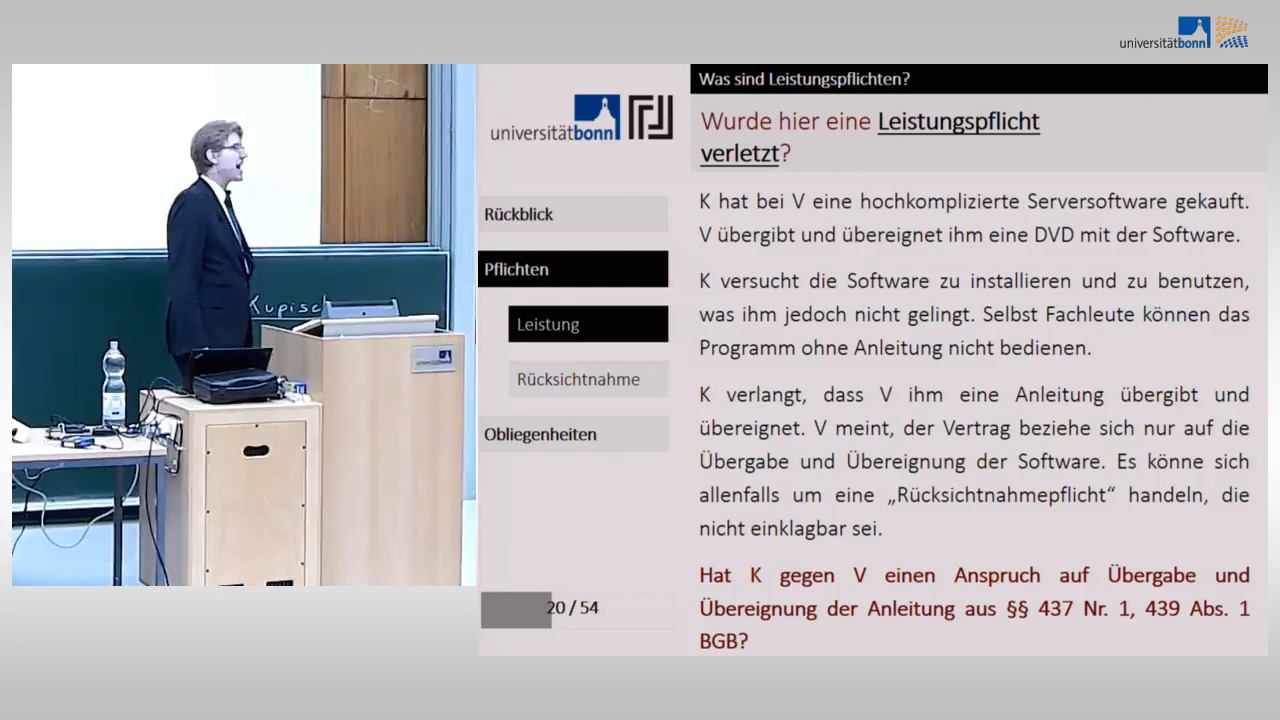 universitätbonn
Was sind Leistungspflichten?
universitätbonn
Wurde hier eine Leistungspflicht
verletzt?
Rückblick
Pflichten
Leistung
Rücksichtnahme
Obliegenheiten
20 / 54
K hat bei V eine hochkomplizierte Serversoftware gekauft.
V übergibt und übereignet ihm eine DVD mit der Software.
K versucht die Software zu installieren und zu benutzen,
was ihm jedoch nicht gelingt. Selbst Fachleute können das
Programm ohne Anleitung nicht bedienen.
K verlangt, dass V ihm eine Anleitung übergibt und
übereignet. V meint, der Vertrag beziehe sich nur auf die
Übergabe und Übereignung der Software. Es könne sich
allenfalls um eine „Rücksichtnahmepflicht“ handeln, die
nicht einklagbar sei.
Hat K gegen V einen Anspruch auf Übergabe und
Übereignung der Anleitung aus §§ 437 Nr. 1, 439 Abs. 1
BGB?
Kupisch